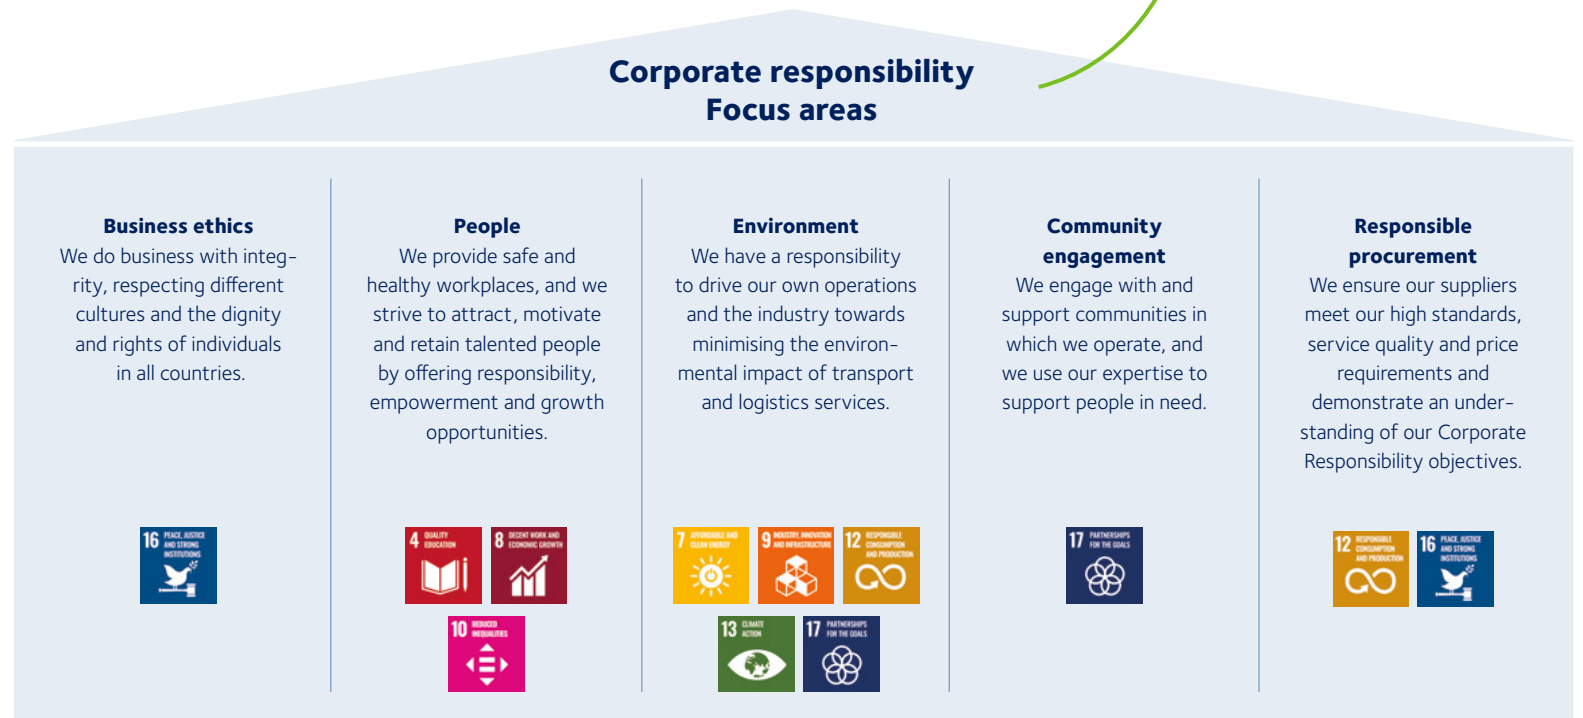 Corporate responsibility
Focus areas
Business ethics
We do business with integ-
rity, respecting different
cultures and the dignity
and rights of individuals
in all countries.
16 PEACE, JUSTICE
AND STRONG
INSTITUTIONS
People
We provide safe and
healthy workplaces, and we
strive to attract, motivate
and retain talented people
by offering responsibility,
empowerment and growth
opportunities.
4 QUALITY
EDUCATION
8 DECENT WORK AND
ECONOMIC GROWTH
10 REDUCED
INEQUALITIES
Environment
We have a responsibility
to drive our own operations
and the industry towards
minimising the environ-
mental impact of transport
and logistics services.
7 AFFORDABLE AND
CLEAN ENERGY
9 INDUSTRY, INNOVATION
AND INFRASTRUCTURE
12 RESPONSIBLE
CONSUMPTION
AND PRODUCTION
13 CLIMATE
ACTION
17 PARTNERSHIPS
FOR THE GOALS
Community
engagement
We engage with and
support communities in
which we operate, and
we use our expertise to
support people in need.
17 PARTNERSHIPS
FOR THE GOALS
Responsible
procurement
We ensure our suppliers
meet our high standards,
service quality and price
requirements and
demonstrate an under-
standing of our Corporate
Responsibility objectives.
12 RESPONSIBLE
CONSUMPTION
AND PRODUCTION
16 PEACE, JUSTICE
AND STRONG
INSTITUTIONS